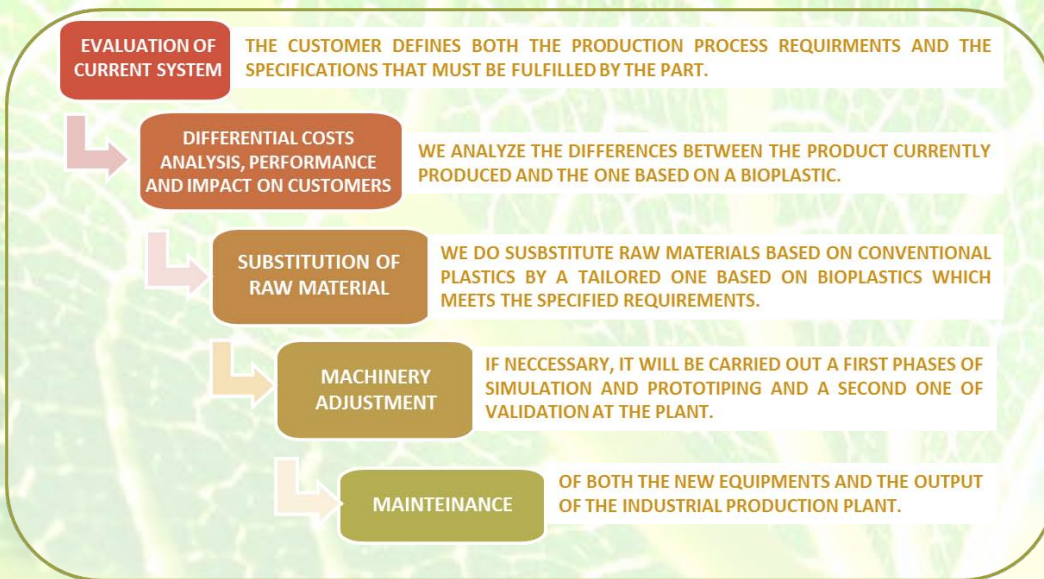 EVALUATION OF
CURRENT SYSTEM
THE CUSTOMER DEFINES BOTH THE PRODUCTION PROCESS REQUIRMENTS AND THE
SPECIFICATIONS THAT MUST BE FULFILLED BY THE PART.
DIFFERENTIAL COSTS
ANALYSIS, PERFORMANCE
AND IMPACT ON CUSTOMERS
WE ANALYZE THE DIFFERENCES BETWEEN THE PRODUCT CURRENTLY
PRODUCED AND THE ONE BASED ON A BIOPLASTIC.
SUBSTITUTION OF
RAW MATERIAL
WE DO SUSBSTITUTE RAW MATERIALS BASED ON CONVENTIONAL
PLASTICS BY A TAILORED ONE BASED ON BIOPLASTICS WHICH
MEETS THE SPECIFIED REQUIREMENTS.
MACHINERY
ADJUSTMENT
IF NECCESSARY, IT WILL BE CARRIED OUT A FIRST PHASES OF
SIMULATION AND PROTOTIPING AND A SECOND ONE OF
VALIDATION AT THE PLANT.
MAINTEINANCE
OF BOTH THE NEW EQUIPMENTS AND THE OUTPUT
OF THE INDUSTRIAL PRODUCTION PLANT.